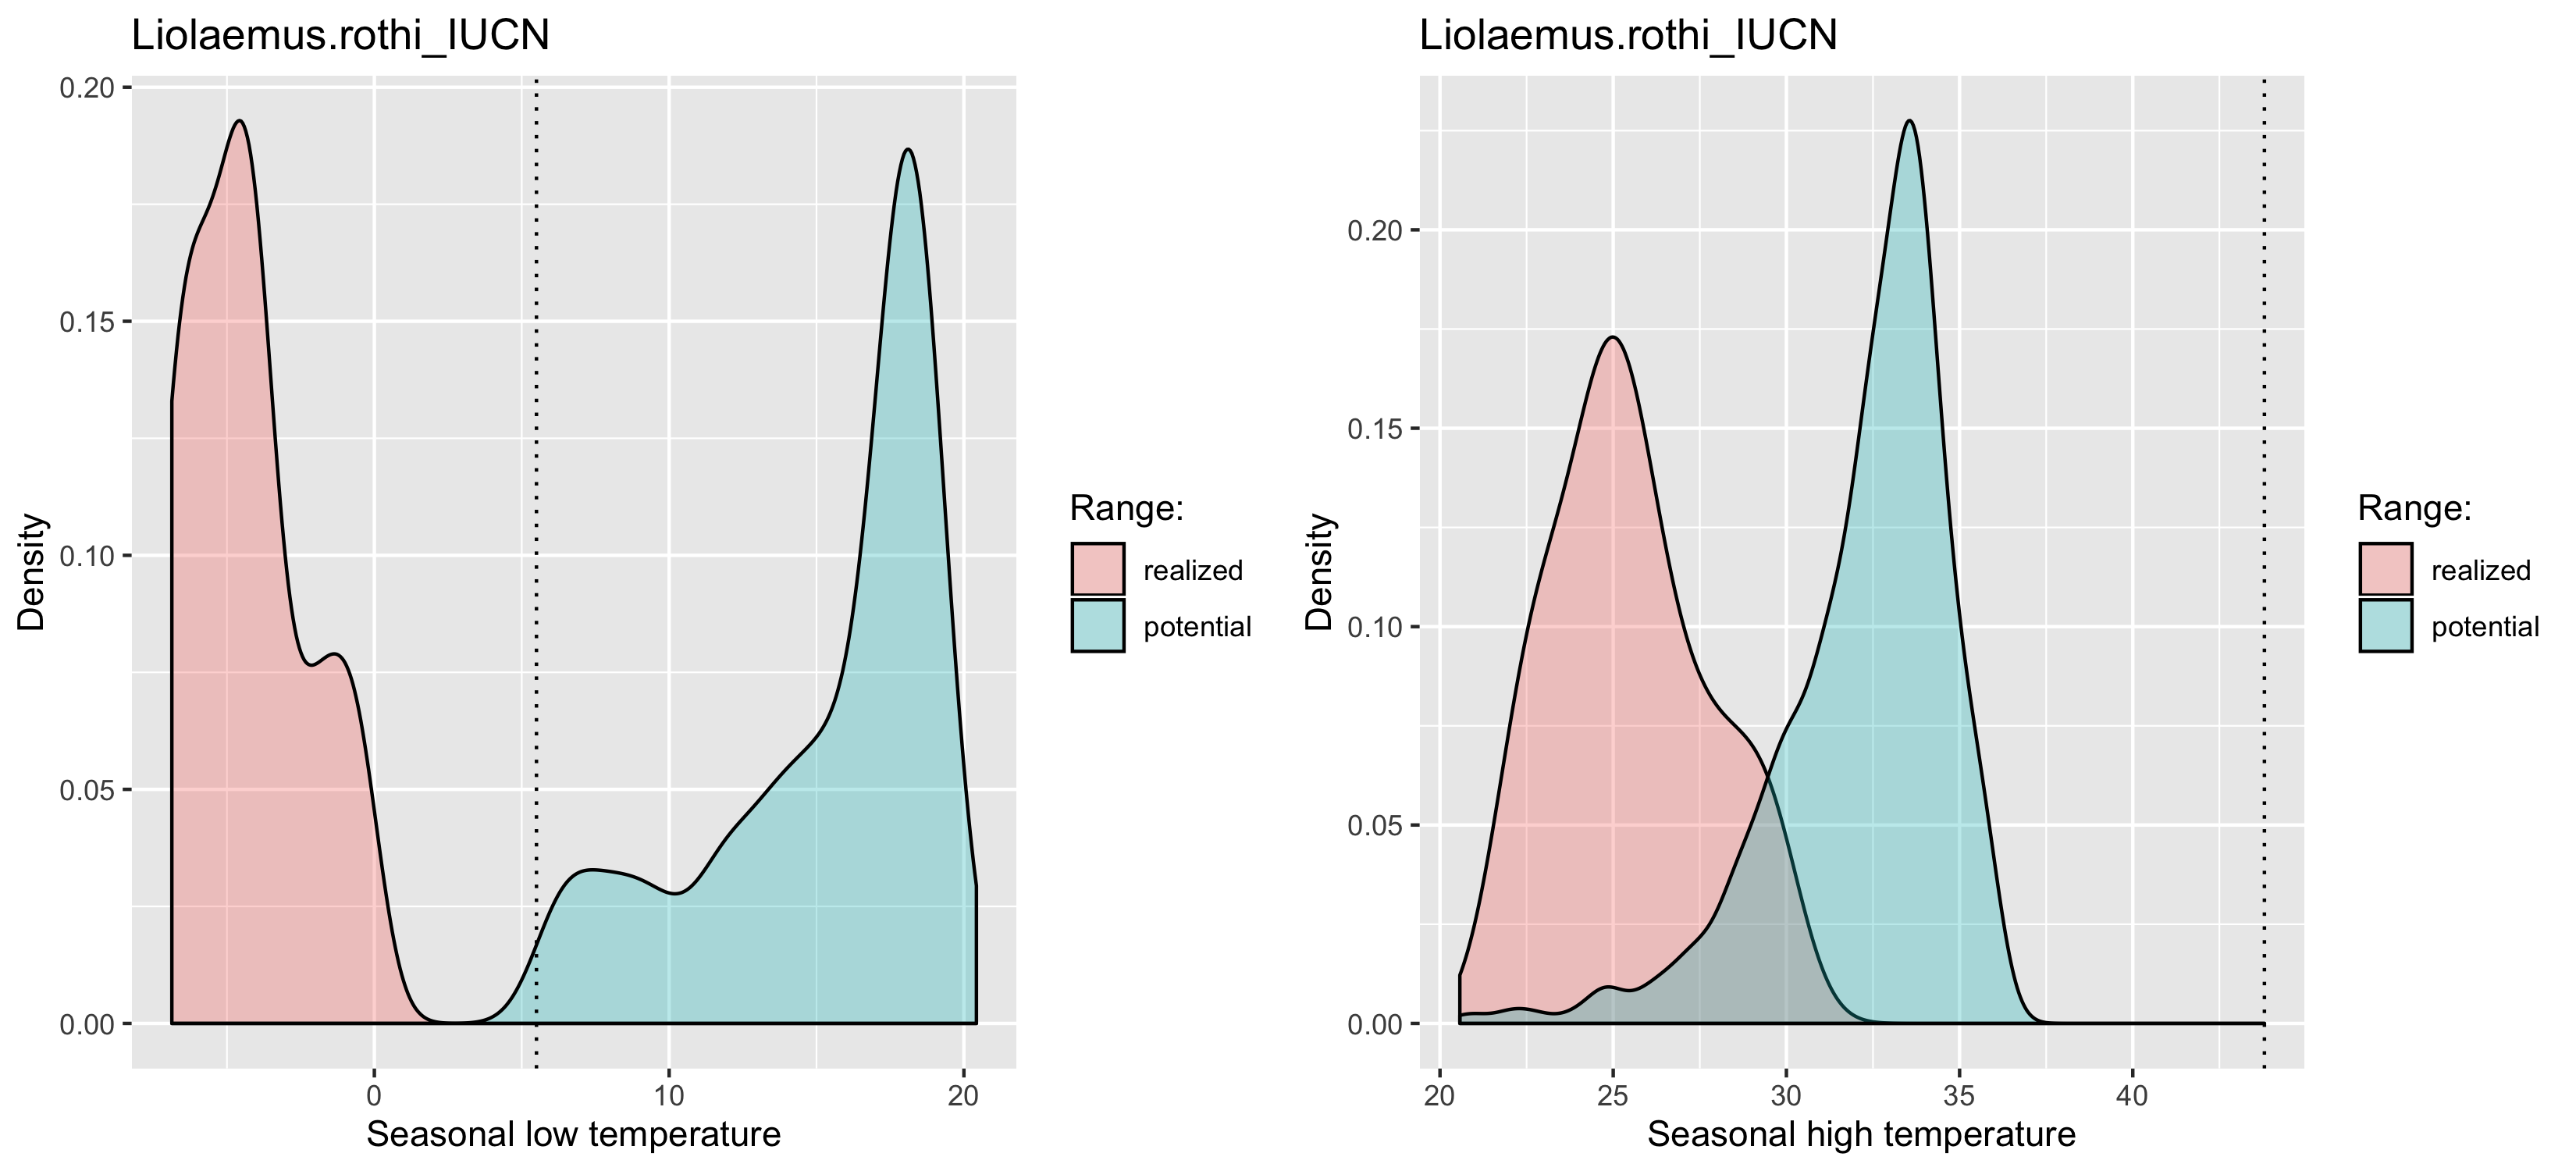 Liolaemus.rothi_IUCN
0.20
0.15
0.10
0.05
0.00
Density
0
10
20
Seasonal low temperature
Range:
realized
potential
Liolaemus.rothi_IUCN
0.20
0.15
0.10
0.05
0.00
Density
20
25
30
35
40
Seasonal high temperature
Range:
realized
potential